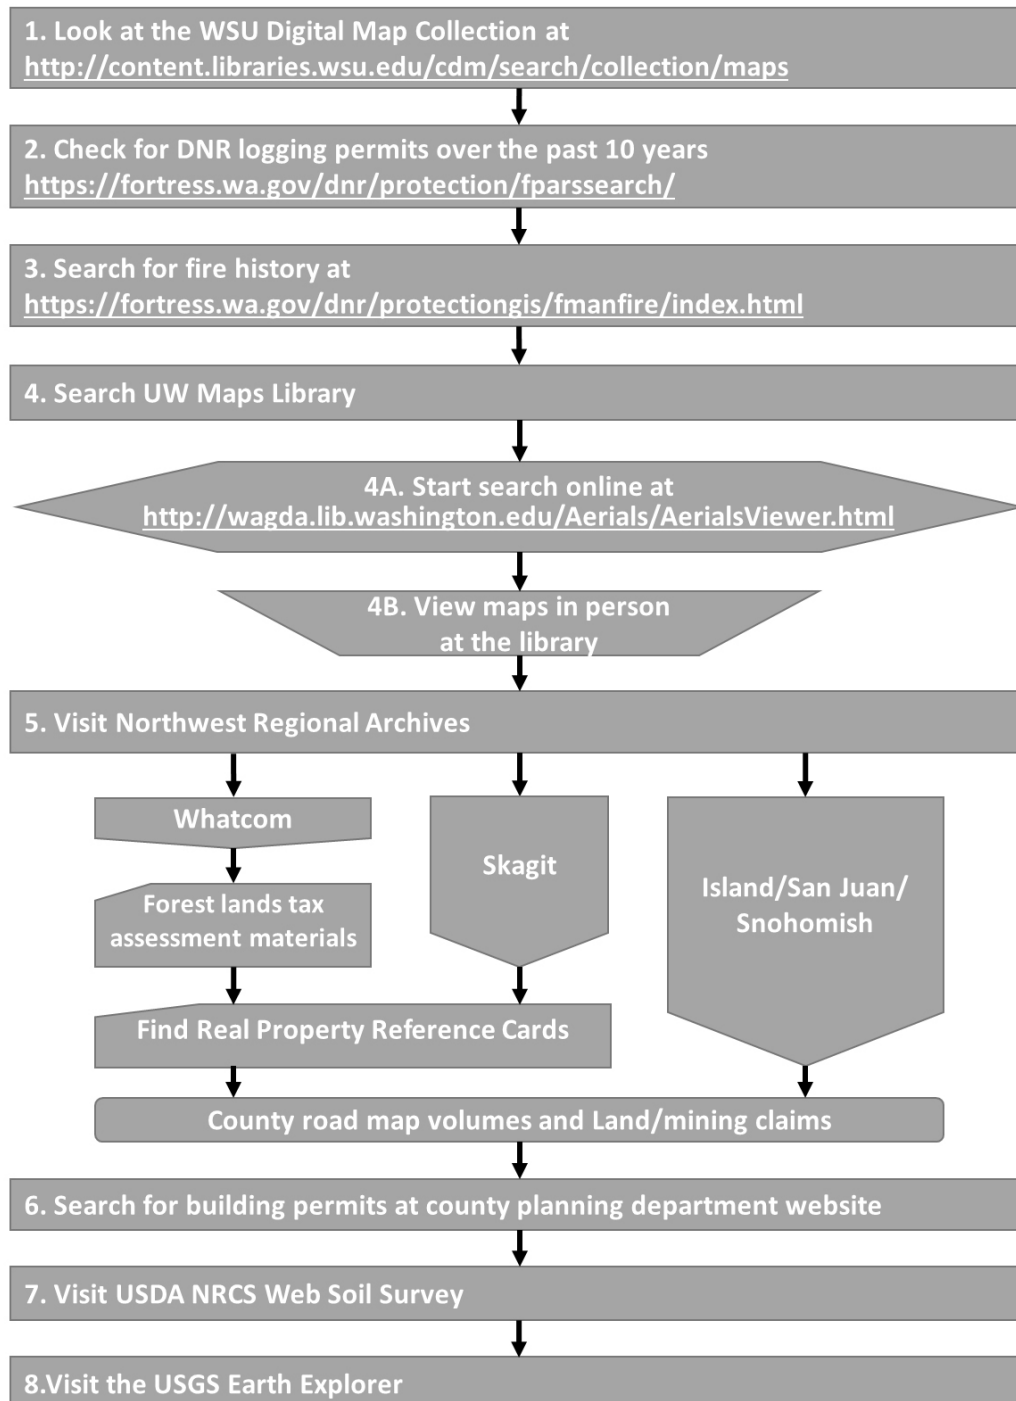 1. Look at the WSU Digital Map Collection at
http://content.libraries.wsu.edu/cdm/search/collection/maps
2. Check for DNR logging permits over the past 10 years
https://fortress.wa.gov/dnr/protection/fparssearch/
3. Search for fire history at
https://fortress.wa.gov/dnr/protectiongis/fmanfire/index.html
4. Search UW Maps Library
4A. Start search online at
http://wagda.lib.washington.edu/Aerials/AerialsViewer.html
4B. View maps in person
at the library
5. Visit Northwest Regional Archives
Whatcom
Forest lands tax
assessment materials
Skagit
Island/San Juan/
Snohomish
Find Real Property Reference Cards
County road map volumes and Land/mining claims
6. Search for building permits at county planning department website
7. Visit USDA NRCS Web Soil Survey
8.Visit the USGS Earth Explorer